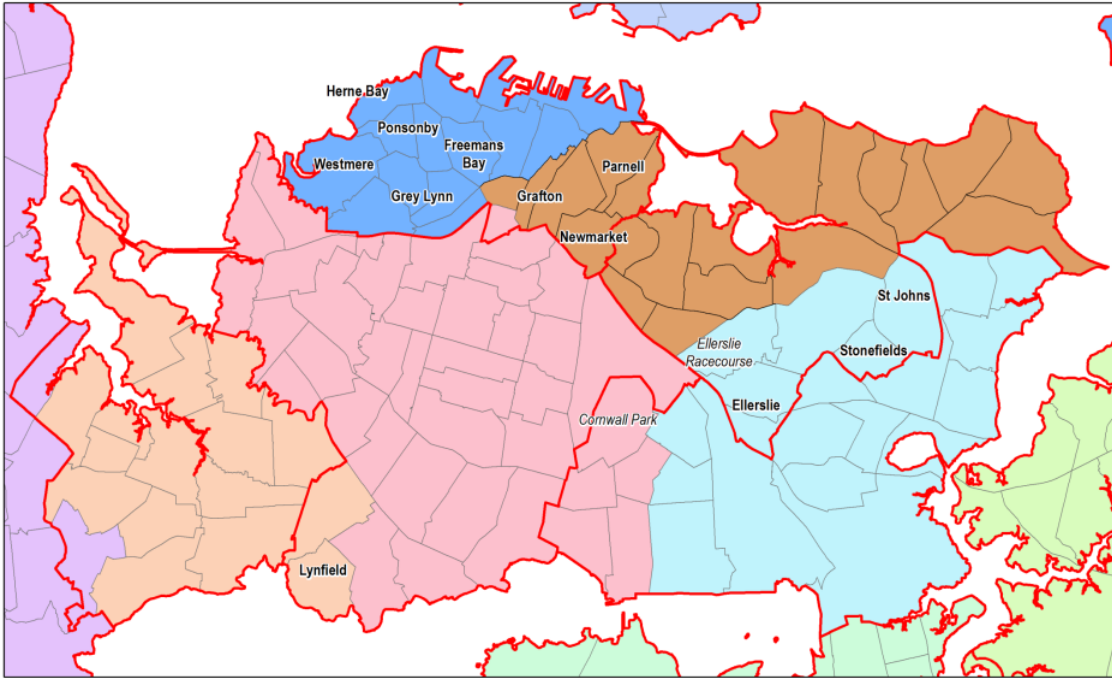 Herne Bay
Ponsonby
Freemans
Bay
Westmere
Parnell
Grey Lynn
Grafton
Newmarket
St Johns
Ellerslie
Racecourse
Stonefields
Ellerslie
Cornwall Park
Lynfield